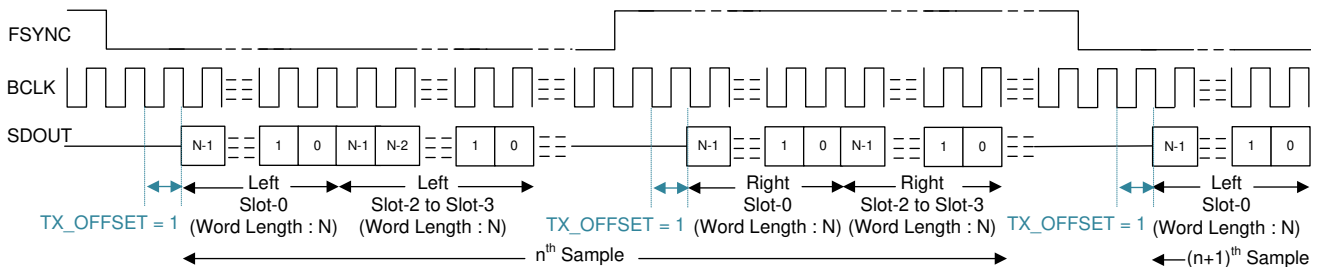 FSYNC
BCLK
SDOUT
N-1 1 0 N-1 N-2 1 0 N-1 1 0 N-1 1 0 N-1 1 0
TX_OFFSET = 1
Left
Slot-0
(Word Length : N)
Left
Slot-2 to Slot-3
(Word Length : N)
TX_OFFSET = 1
Right
Slot-0
(Word Length : N)
Right
Slot-2 to Slot-3
(Word Length : N)
TX_OFFSET = 1
Left
Slot-0
(Word Length : N)
nth Sample
(n+1)th Sample